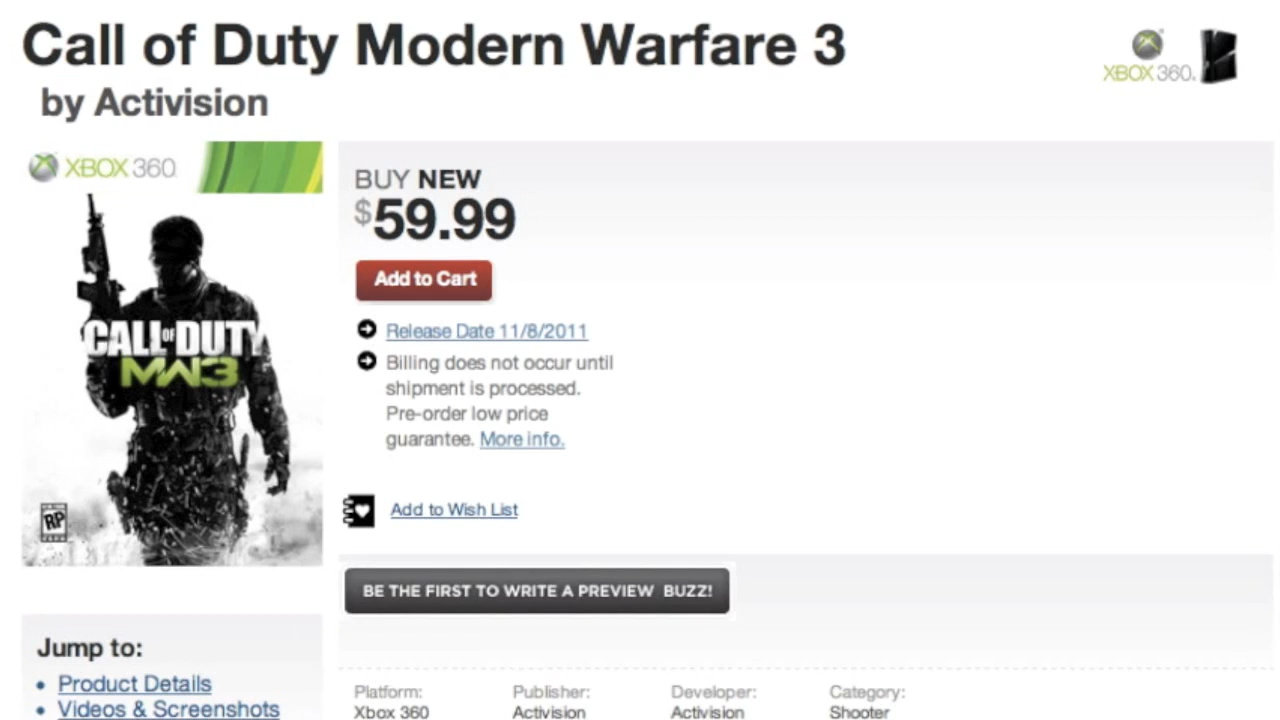 Call of Duty Modern Warfare 3
by Activision
XBOX 360.
XBOX 360
CALL OF DUTY
MW3
RP
BUY NEW
$59.99
Add to Cart
Release Date 11/8/2011
Billing does not occur until
shipment is processed.
Pre-order low price
guarantee. More info.
Add to Wish List
BE THE FIRST TO WRITE A PREVIEW BUZZ!
Jump to:
• Product Details
• Videos & Screenshots
Platform: Publisher: Developer: Category:
Xbox 360 Activision Activision Shooter